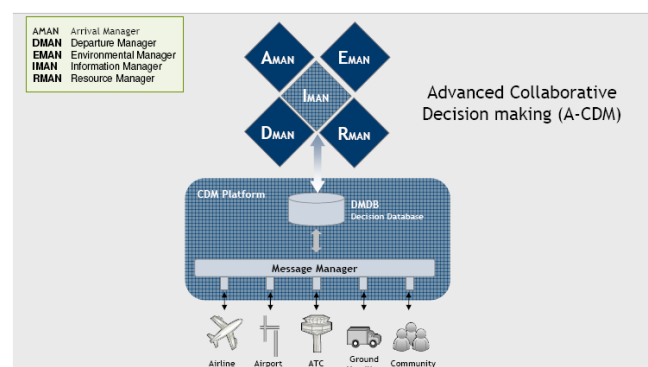 AMAN Arrival Manager
DMAN Departure Manager
EMAN Environmental Manager
IMAN Information Manager
RMAN Resource Manager
AMAN
EMAN
IMAN
DMAN
RMAN
Advanced Collaborative
Decision making (A-CDM)
CDM Platform
DMDB
Decision Database
Message Manager
Airline
Airport
ATC
Ground
Community